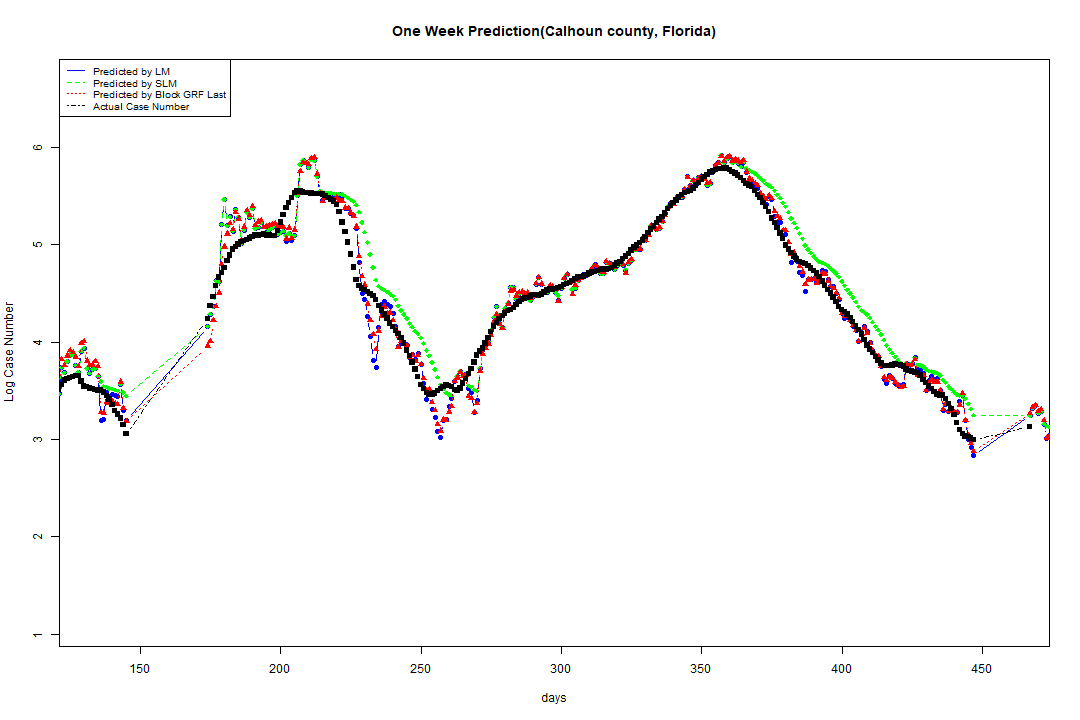 One Week Prediction(Calhoun county, Florida)
Predicted by LM
Predicted by SLM
Predicted by Block GRF Last
Actual Case Number
6
5
4
3
2
1
Log Case Number
150 200 250 300 350 400 450
days